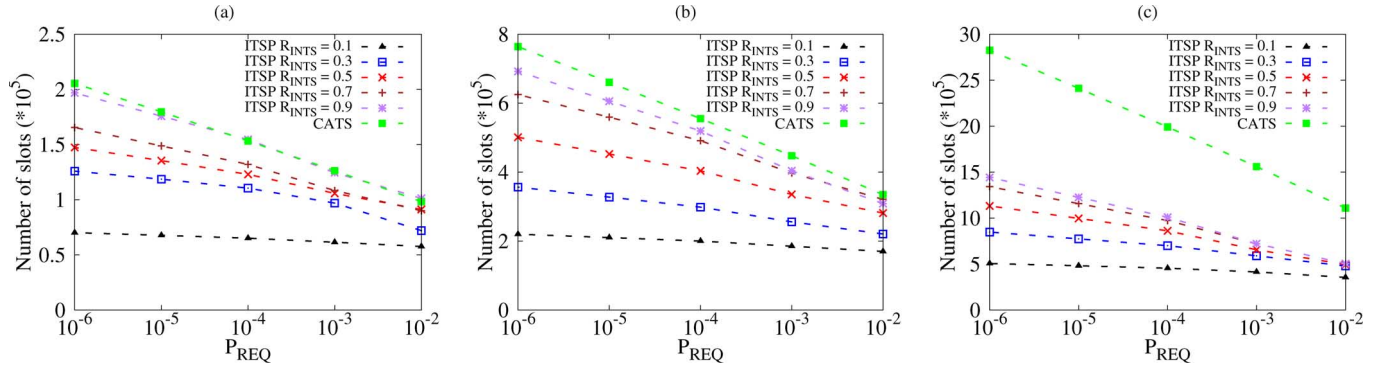 (a)
Number of slots (*10^5)
2.5
2
1.5
1
0.5
0
ITSP R_INTS = 0.1
ITSP R_INTS = 0.3
ITSP R_INTS = 0.5
ITSP R_INTS = 0.7
ITSP R_INTS = 0.9
CATS
10^-6 10^-5 10^-4 10^-3 10^-2
P_REQ
(b)
Number of slots (*10^5)
8
6
4
2
0
ITSP R_INTS = 0.1
ITSP R_INTS = 0.3
ITSP R_INTS = 0.5
ITSP R_INTS = 0.7
ITSP R_INTS = 0.9
CATS
10^-6 10^-5 10^-4 10^-3 10^-2
P_REQ
(c)
Number of slots (*10^5)
30
25
20
15
10
5
0
ITSP R_INTS = 0.1
ITSP R_INTS = 0.3
ITSP R_INTS = 0.5
ITSP R_INTS = 0.7
ITSP R_INTS = 0.9
CATS
10^-6 10^-5 10^-4 10^-3 10^-2
P_REQ